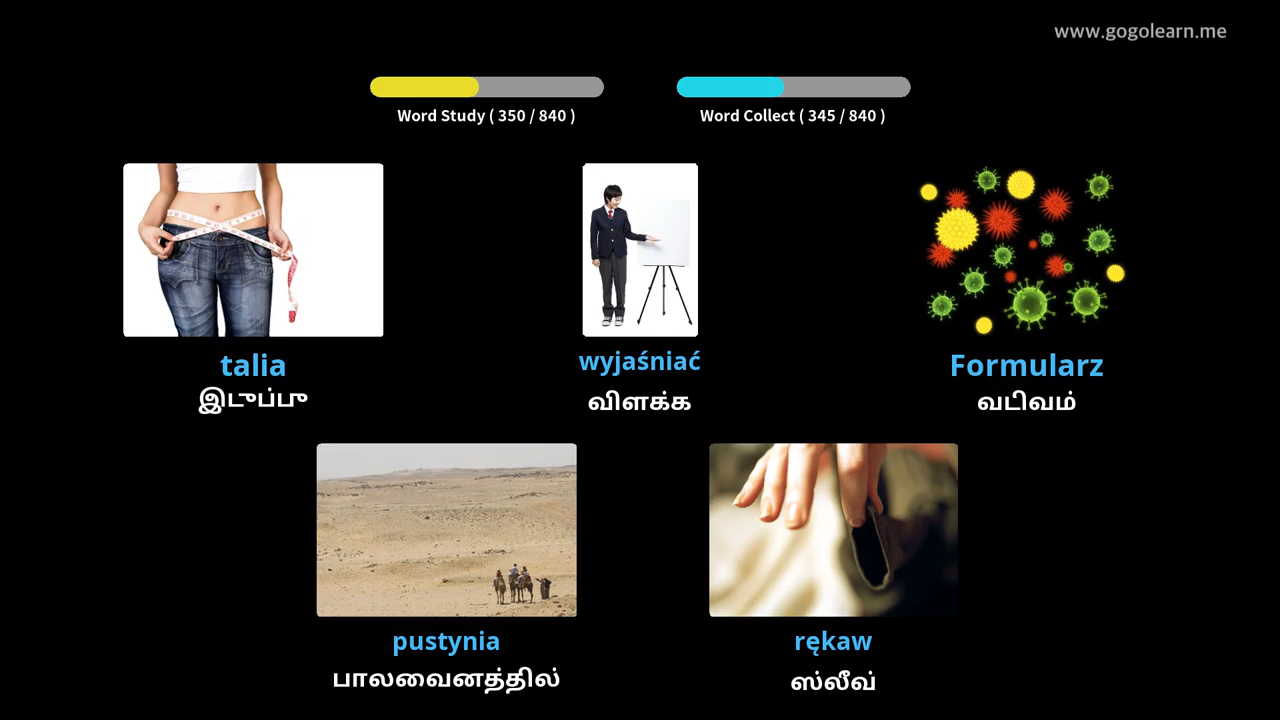 www.gogolearn.me
Word Study ( 350 / 840 )
Word Collect ( 345 / 840 )
talia
இடுப்பு
wyjaśniać
விளக்க
Formularz
வடிவம்
pustynia
பாலைவனத்தில்
rękaw
ஸ்லீவ்